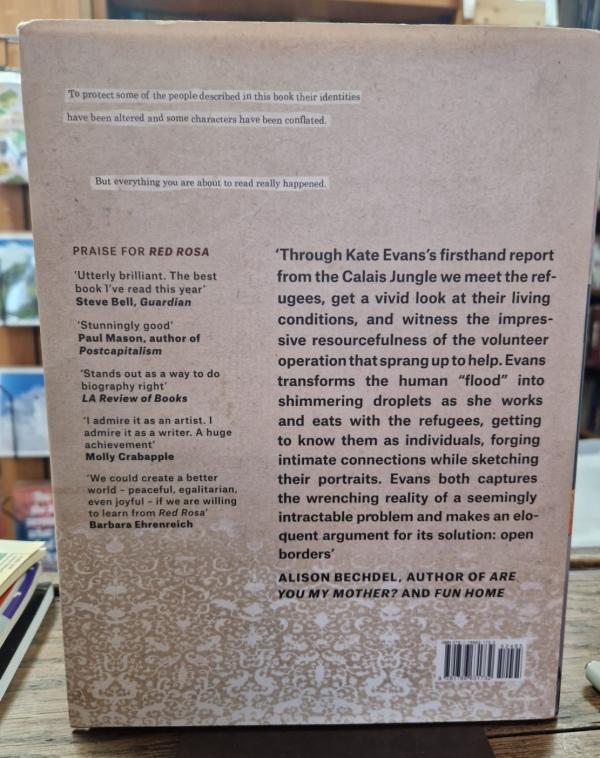 To protect some of the people described in this book their identities
have been altered and some characters have been conflated.
But everything you are about to read really happened.
PRAISE FOR RED ROSA
'Utterly brilliant. The best
book I've read this year'
Steve Bell, Guardian
'Stunningly good'
Paul Mason, author of
Postcapitalism
'Stands out as a way to do
biography right'
LA Review of Books
'I admire it as an artist. I
admire it as a writer. A huge
achievement'
Molly Crabapple
'We could create a better
world – peaceful, egalitarian,
even joyful – if we are willing
to learn from Red Rosa'
Barbara Ehrenreich
'Through Kate Evans's firsthand report
from the Calais Jungle we meet the ref-
ugees, get a vivid look at their living
conditions, and witness the impres-
sive resourcefulness of the volunteer
operation that sprang up to help. Evans
transforms the human "flood" into
shimmering droplets as she works
and eats with the refugees, getting
to know them as individuals, forging
intimate connections while sketching
their portraits. Evans both captures
the wrenching reality of a seemingly
intractable problem and makes an elo-
quent argument for its solution: open
borders'
ALISON BECHDEL, AUTHOR OF ARE
YOU MY MOTHER? AND FUN HOME